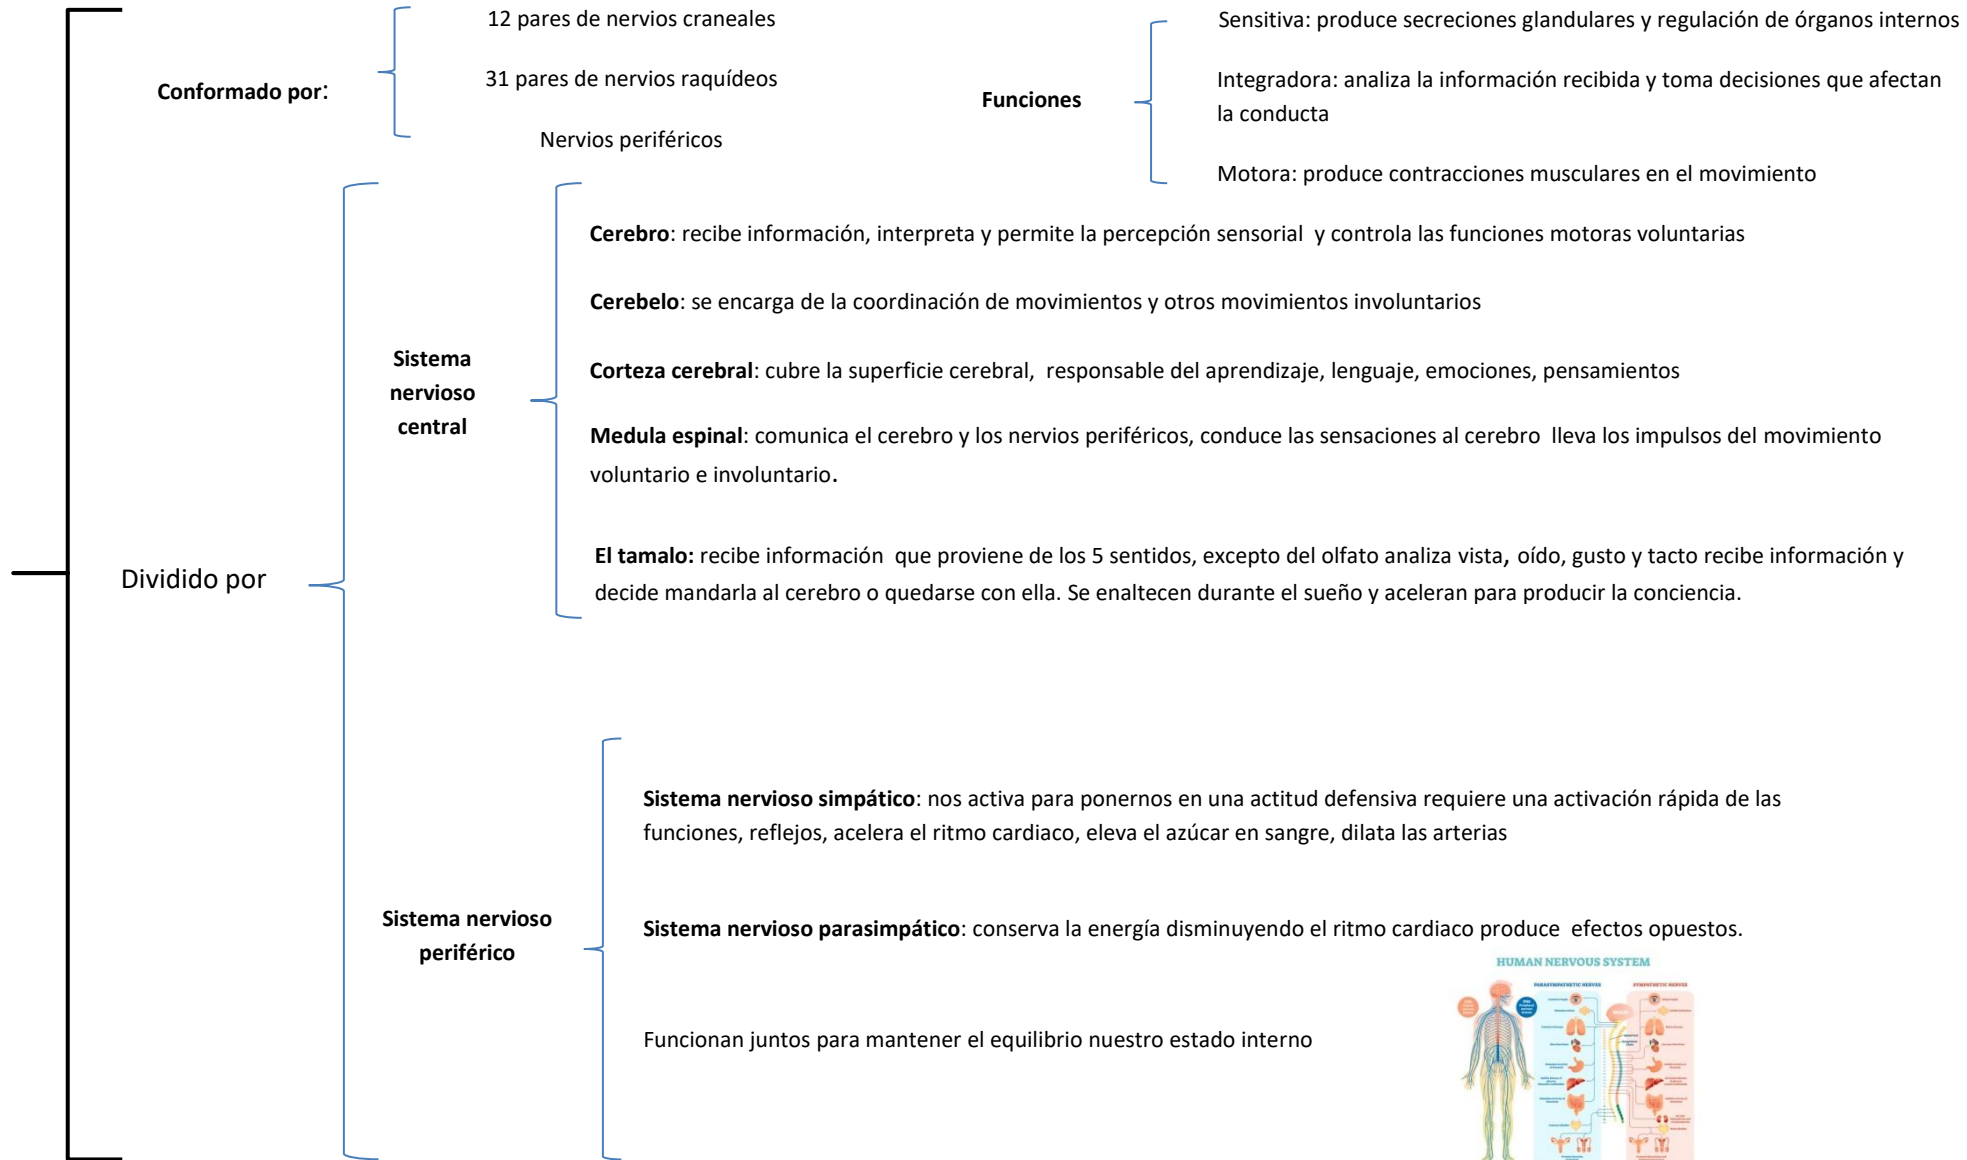 12 pares de nervios craneales
31 pares de nervios raquídeos
Conformado por:
Nervios periféricos
Sensitiva: produce secreciones glandulares y regulación de órganos internos
Integradora: analiza la información recibida y toma decisiones que afectan
la conducta
Funciones
Motora: produce contracciones musculares en el movimiento
Cerebro: recibe información, interpreta y permite la percepción sensorial y controla las funciones motoras voluntarias
Cerebelo: se encarga de la coordinación de movimientos y otros movimientos involuntarios
Sistema
nervioso
central
Corteza cerebral: cubre la superficie cerebral, responsable del aprendizaje, lenguaje, emociones, pensamientos
Medula espinal: comunica el cerebro y los nervios periféricos, conduce las sensaciones al cerebro lleva los impulsos del movimiento
voluntario e involuntario.
El tamalo: recibe información que proviene de los 5 sentidos, excepto del olfato analiza vista, oído, gusto y tacto recibe información y
decide mandarla al cerebro o quedarse con ella. Se enaltecen durante el sueño y aceleran para producir la conciencia.
Dividido por
Sistema nervioso simpático: nos activa para ponernos en una actitud defensiva requiere una activación rápida de las
funciones, reflejos, acelera el ritmo cardiaco, eleva el azúcar en sangre, dilata las arterias
Sistema nervioso
periférico
Sistema nervioso parasimpático: conserva la energía disminuyendo el ritmo cardiaco produce efectos opuestos.
Funcionan juntos para mantener el equilibrio nuestro estado interno
HUMAN NERVOUS SYSTEM
PARASYMPATHETIC NERVES
SYMPATHETIC NERVES